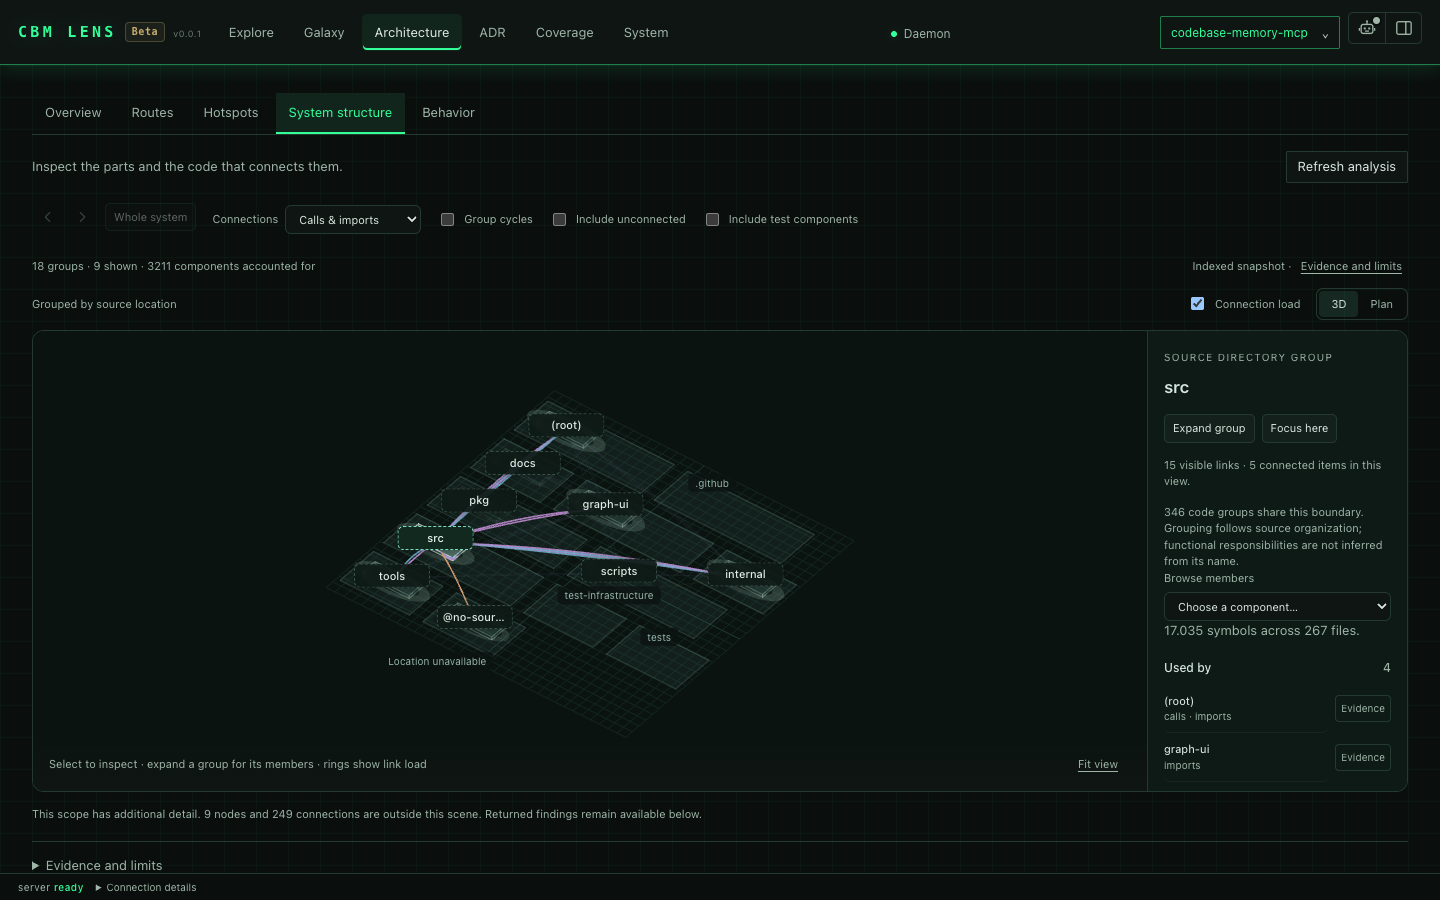 CBM LENS Beta v0.0.1 Explore Galaxy Architecture ADR Coverage System Daemon codebase-memory-mcp
Overview Routes Hotspots System structure Behavior
Inspect the parts and the code that connects them. Refresh analysis
Whole system Connections Calls & imports Group cycles Include unconnected Include test components
18 groups · 9 shown · 3211 components accounted for Indexed snapshot · Evidence and limits
Grouped by source location Connection load 3D Plan
(root)
docs
.github
pkg
graph-ui
src
scripts
internal
tools
test-infrastructure
@no-sour...
tests
Location unavailable
Select to inspect · expand a group for its members · rings show link load Fit view
SOURCE DIRECTORY GROUP
src
Expand group Focus here
15 visible links · 5 connected items in this
view.
346 code groups share this boundary.
Grouping follows source organization;
functional responsibilities are not inferred
from its name.
Browse members
Choose a component...
17.035 symbols across 267 files.
Used by 4
(root)
calls · imports
Evidence
graph-ui
imports
Evidence
This scope has additional detail. 9 nodes and 249 connections are outside this scene. Returned findings remain available below.
Evidence and limits
server ready Connection details